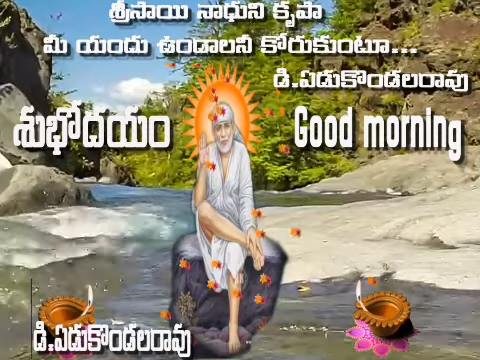 శ్రీసాయి నాధుని కృపా
మీ యందు ఉండాలనీ కోరుకుంటూ...
డి.ఏడుకొండలరావు
శుభోదయం
Good morning
డి.ఏడుకొండలరావు